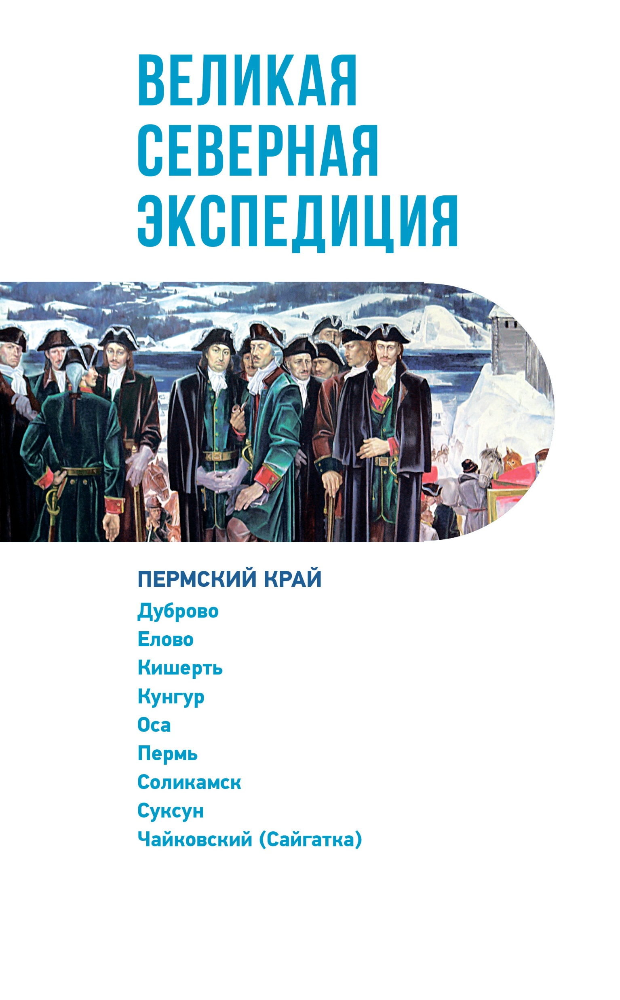 ВЕЛИКАЯ
СЕВЕРНАЯ
ЭКСПЕДИЦИЯ
ПЕРМСКИЙ КРАЙ
Дуброво
Елово
Кишерть
Кунгур
Оса
Пермь
Соликамск
Суксун
Чайковский (Сайгатка)